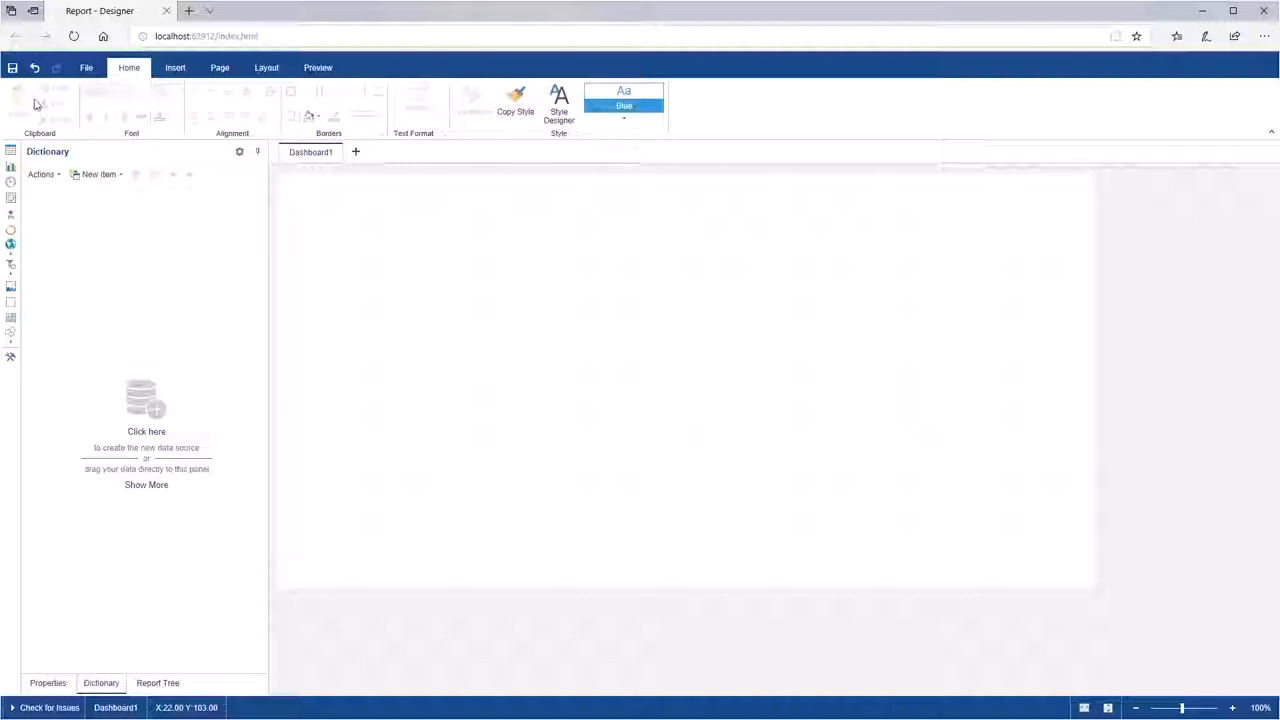 Report - Designer
localhost:62912/index.html
File Home Insert Page Layout Preview
Copy Style
Style Designer
Aa
Blue
Clipboard Font Alignment Borders Text Format Style
Dictionary
Dashboard1
Actions New Item
Click here
to create the new data source
or
drag your data directly to this panel
Show More
Properties Dictionary Report Tree
Check for Issues Dashboard1 X:22.00 Y:103.00 100%